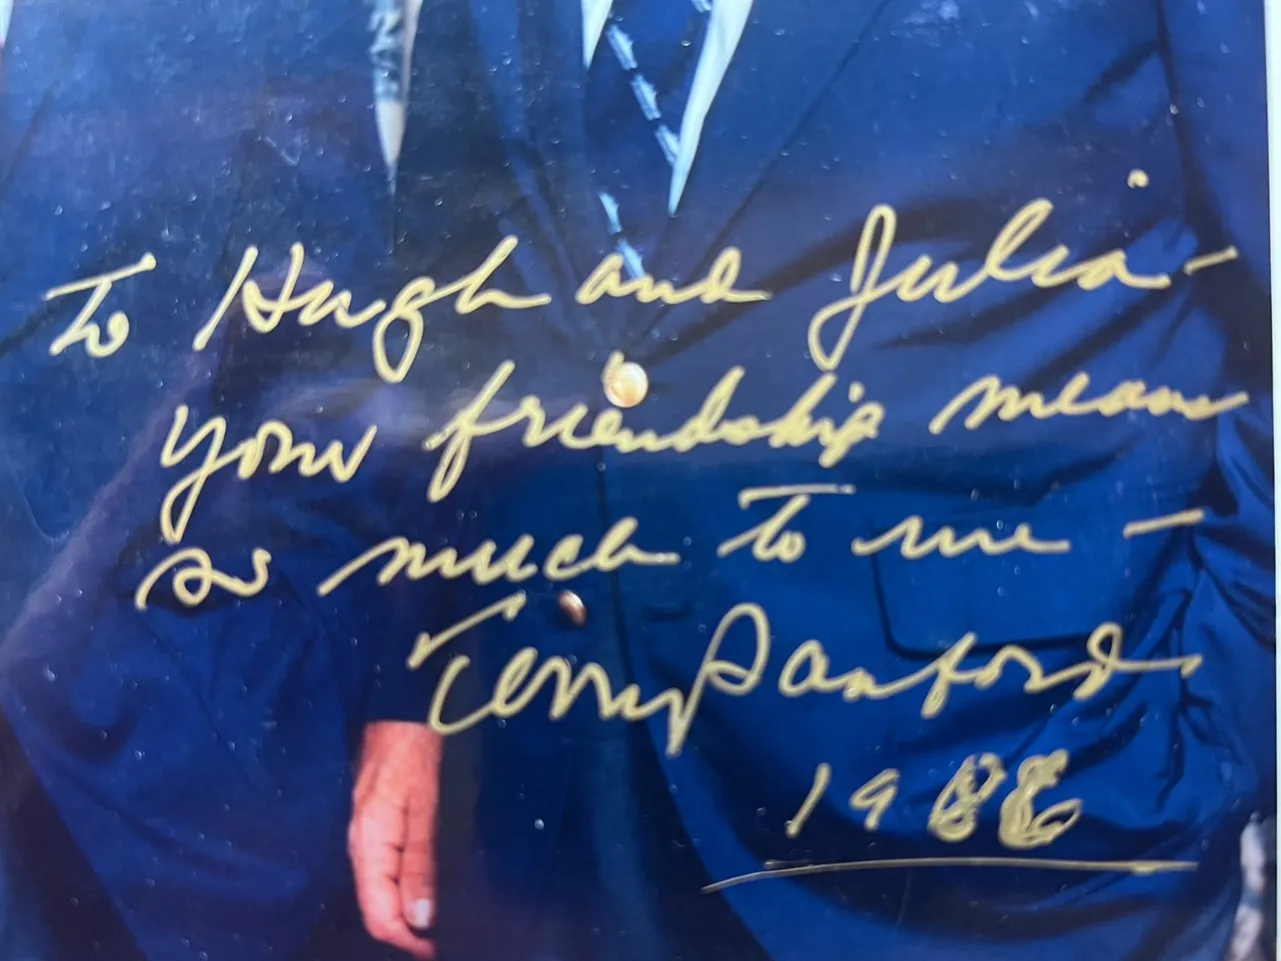 To Hugh and Julia -
your friendship means
so much to me -
Terry Sanford
1988